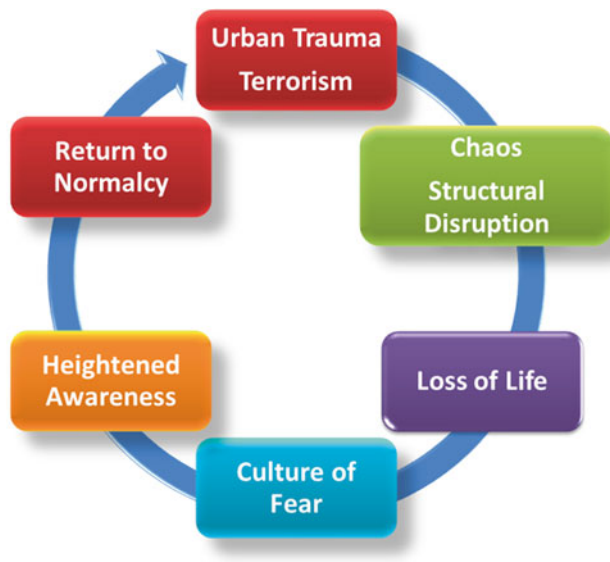 Urban Trauma
Terrorism
Chaos
Structural
Disruption
Loss of Life
Culture of
Fear
Heightened
Awareness
Return to
Normalcy